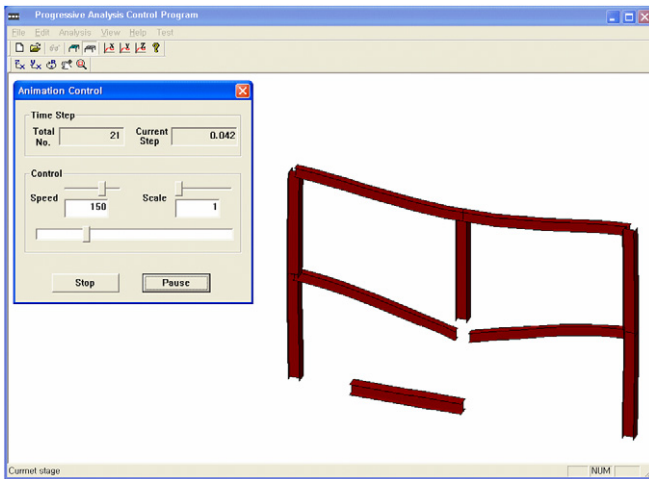 Progressive Analysis Control Program
File Edit Analysis View Help Test
Animation Control
Time Step
Total No. 21 Current Step 0.042
Control
Speed 150 Scale 1
Stop Pause
Currnet stage NUM